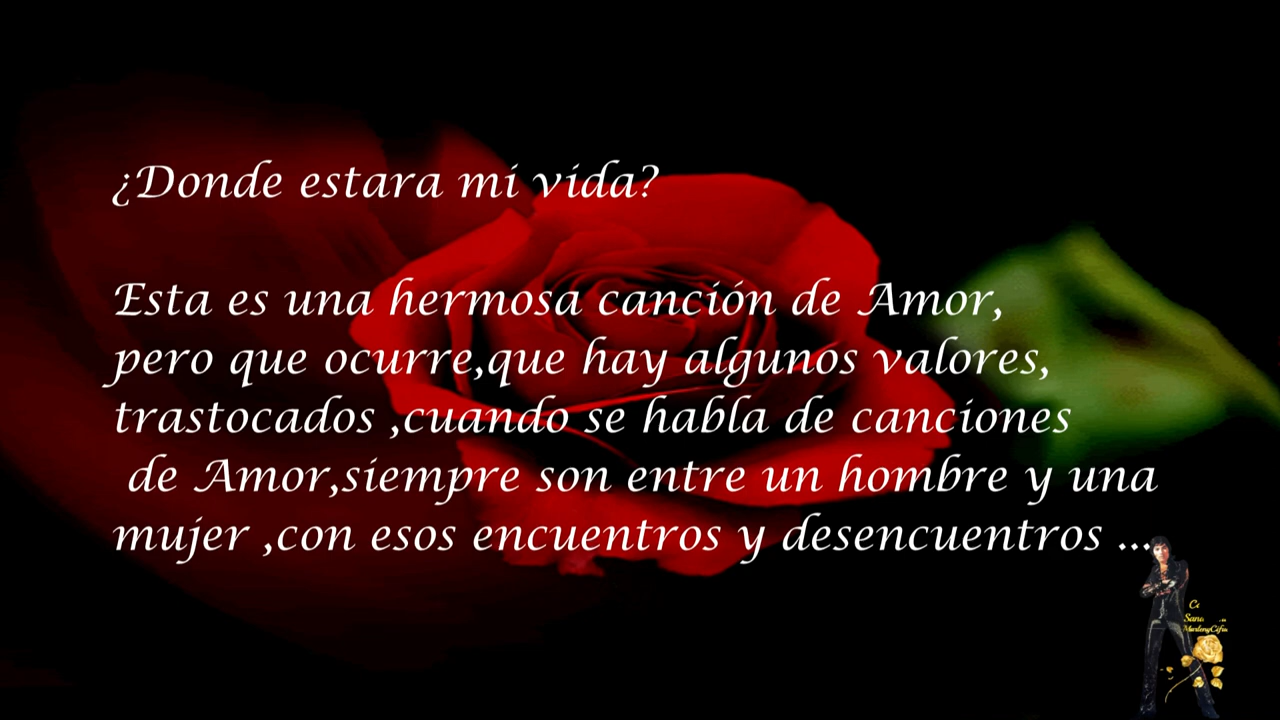 ¿Donde estara mi vida?
Esta es una hermosa canción de Amor,
pero que ocurre,que hay algunos valores,
trastocados ,cuando se habla de canciones
de Amor,siempre son entre un hombre y una
mujer ,con esos encuentros y desencuentros ...